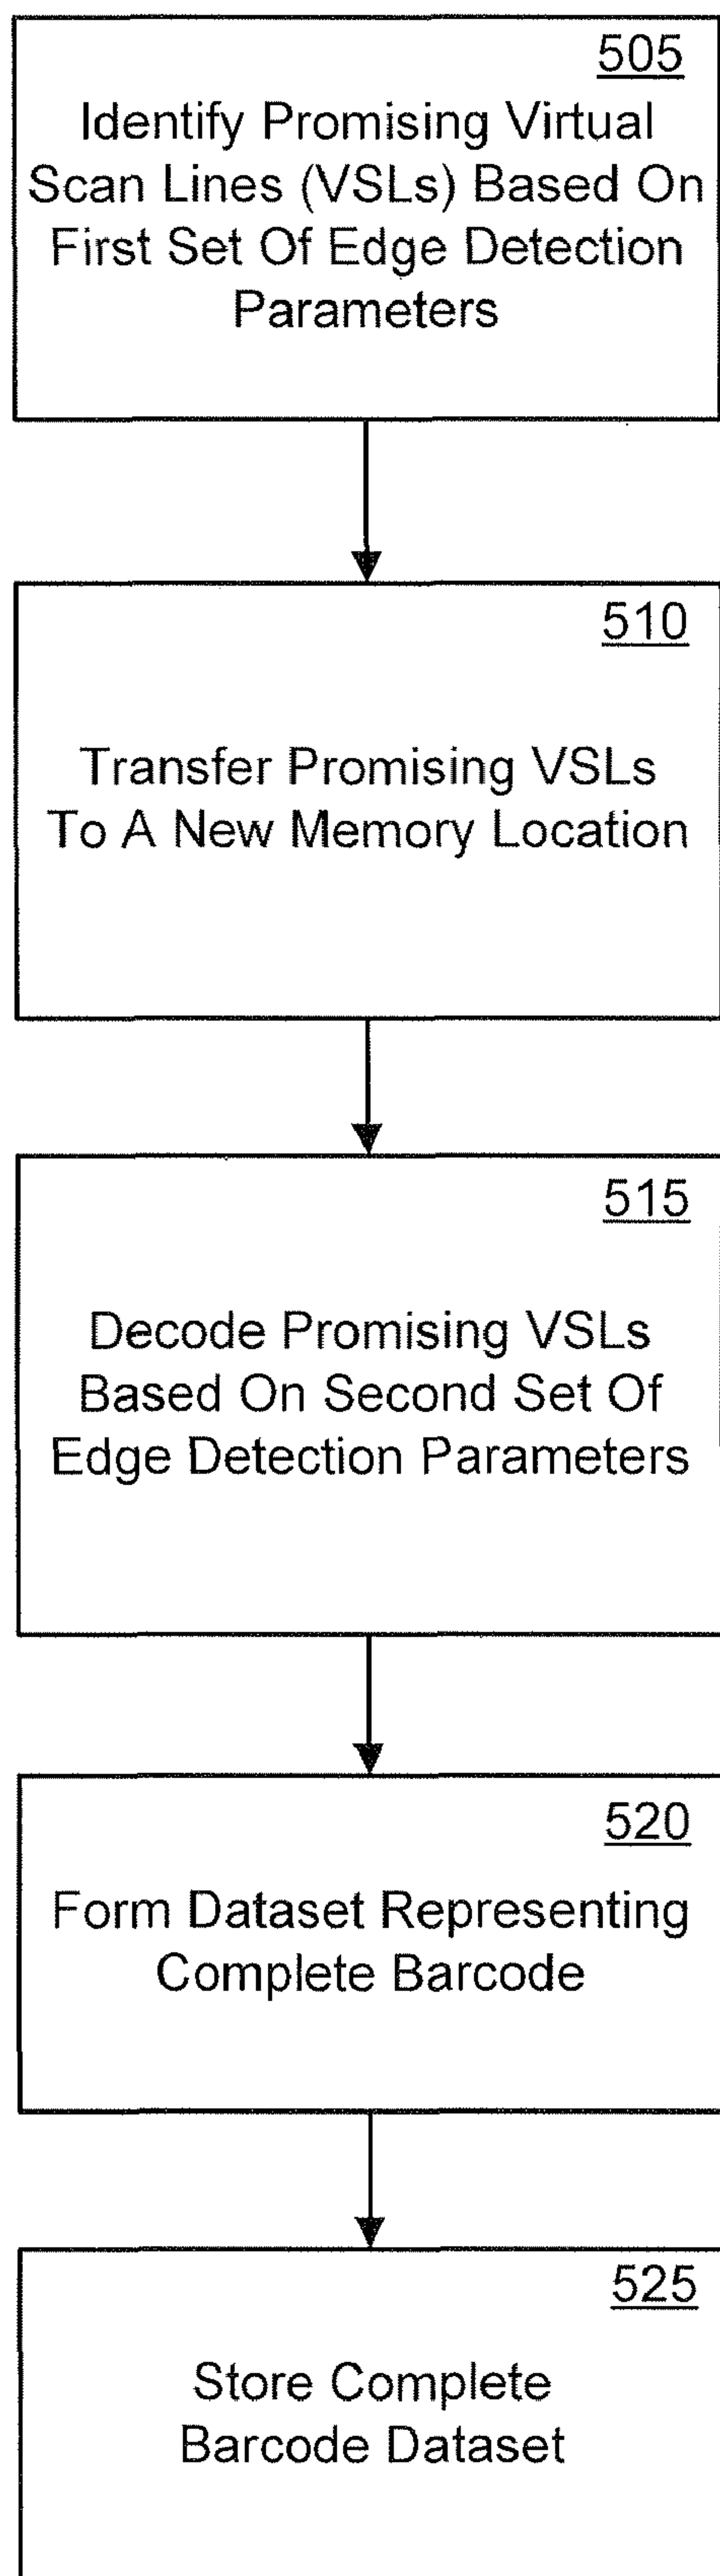 505
Identify Promising Virtual
Scan Lines (VSLs) Based On
First Set Of Edge Detection
Parameters
510
Transfer Promising VSLs
To A New Memory Location
515
Decode Promising VSLs
Based On Second Set Of
Edge Detection Parameters
520
Form Dataset Representing
Complete Barcode
525
Store Complete
Barcode Dataset